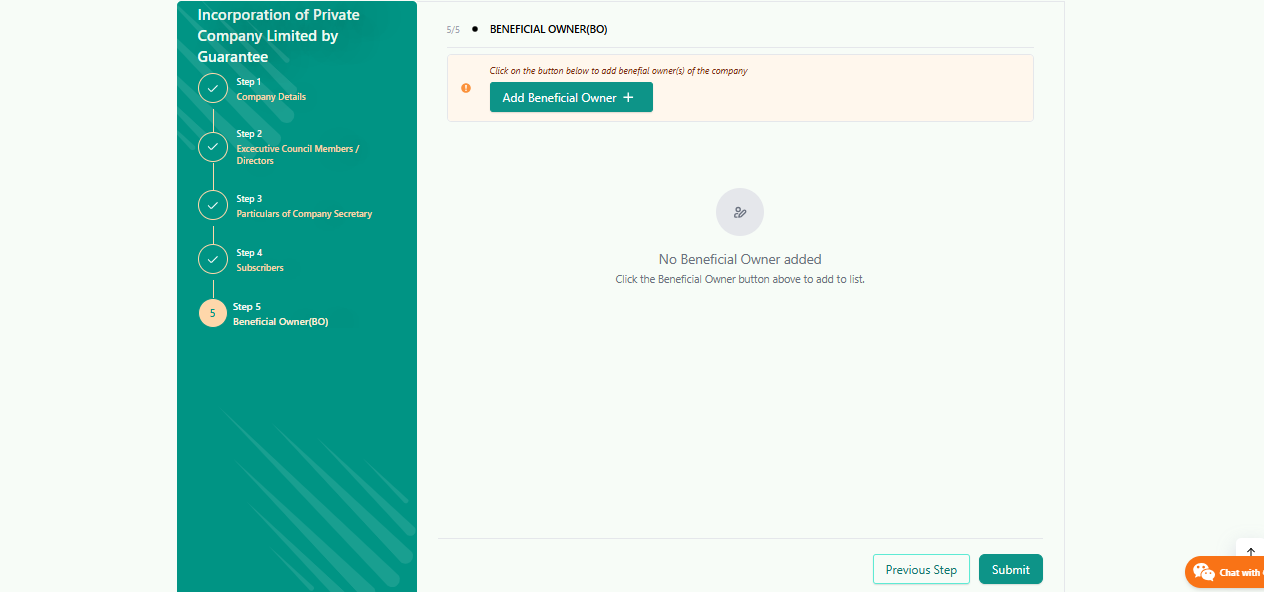 Incorporation of Private
Company Limited by
Guarantee
Step 1
Company Details
Step 2
Excecutive Council Members /
Directors
Step 3
Particulars of Company Secretary
Step 4
Subscribers
5
Step 5
Beneficial Owner(BO)
5/5
BENEFICIAL OWNER(BO)
Click on the button below to add benefial owner(s) of the company
Add Beneficial Owner +
No Beneficial Owner added
Click the Beneficial Owner button above to add to list.
Previous Step
Submit
Chat with